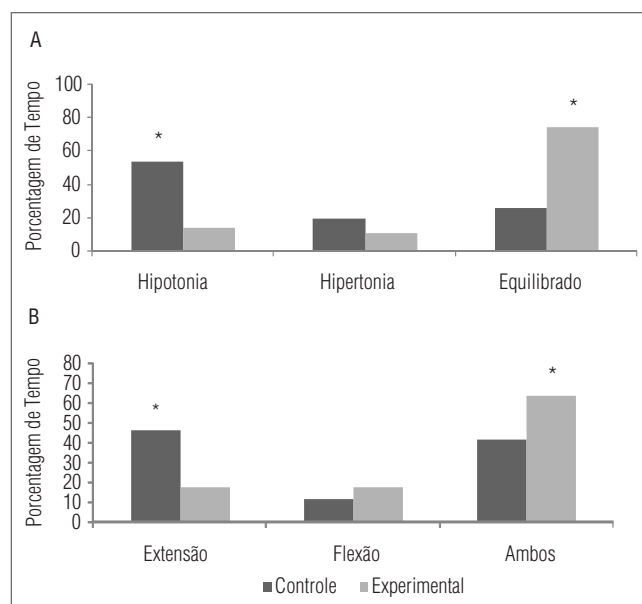 A
Porcentagem de Tempo
100
80
60
40
20
0
*
*
Hipotonia Hipertonia Equilibrado
B
Porcentagem de Tempo
80
70
60
50
40
30
20
10
0
*
*
Extensão Flexão Ambos
Controle Experimental